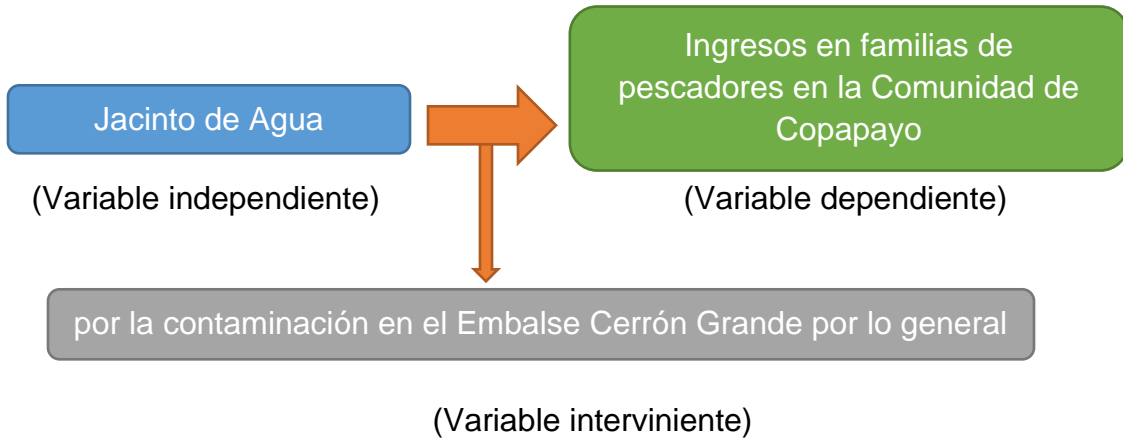 Jacinto de Agua
Ingresos en familias de
pescadores en la Comunidad de
Copapayo
(Variable independiente)
(Variable dependiente)
por la contaminación en el Embalse Cerrón Grande por lo general
(Variable interviniente)